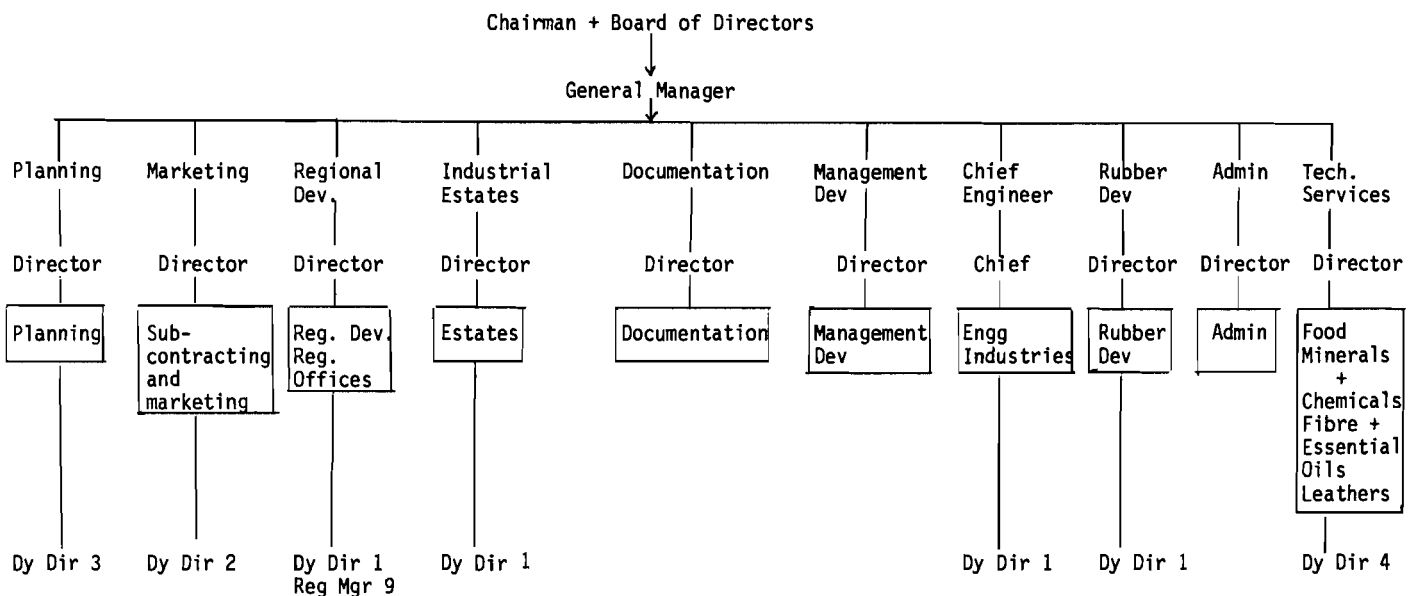 Chairman + Board of Directors
General Manager
Planning Marketing Regional Dev. Industrial Estates Documentation Management Dev Chief Engineer Rubber Dev Admin Tech. Services
Director Director Director Director Director Director Chief Director Director Director
Planning
Sub-
contracting
and
marketing
Reg. Dev.
Reg.
Offices
Estates
Documentation
Management
Dev
Engg
Industries
Rubber
Dev
Admin
Food
Minerals
+
Chemicals
Fibre +
Essential
Oils
Leathers
Dy Dir 3 Dy Dir 2 Dy Dir 1 Dy Dir 1 Dy Dir 1 Dy Dir 1 Dy Dir 4
Reg Mgr 9